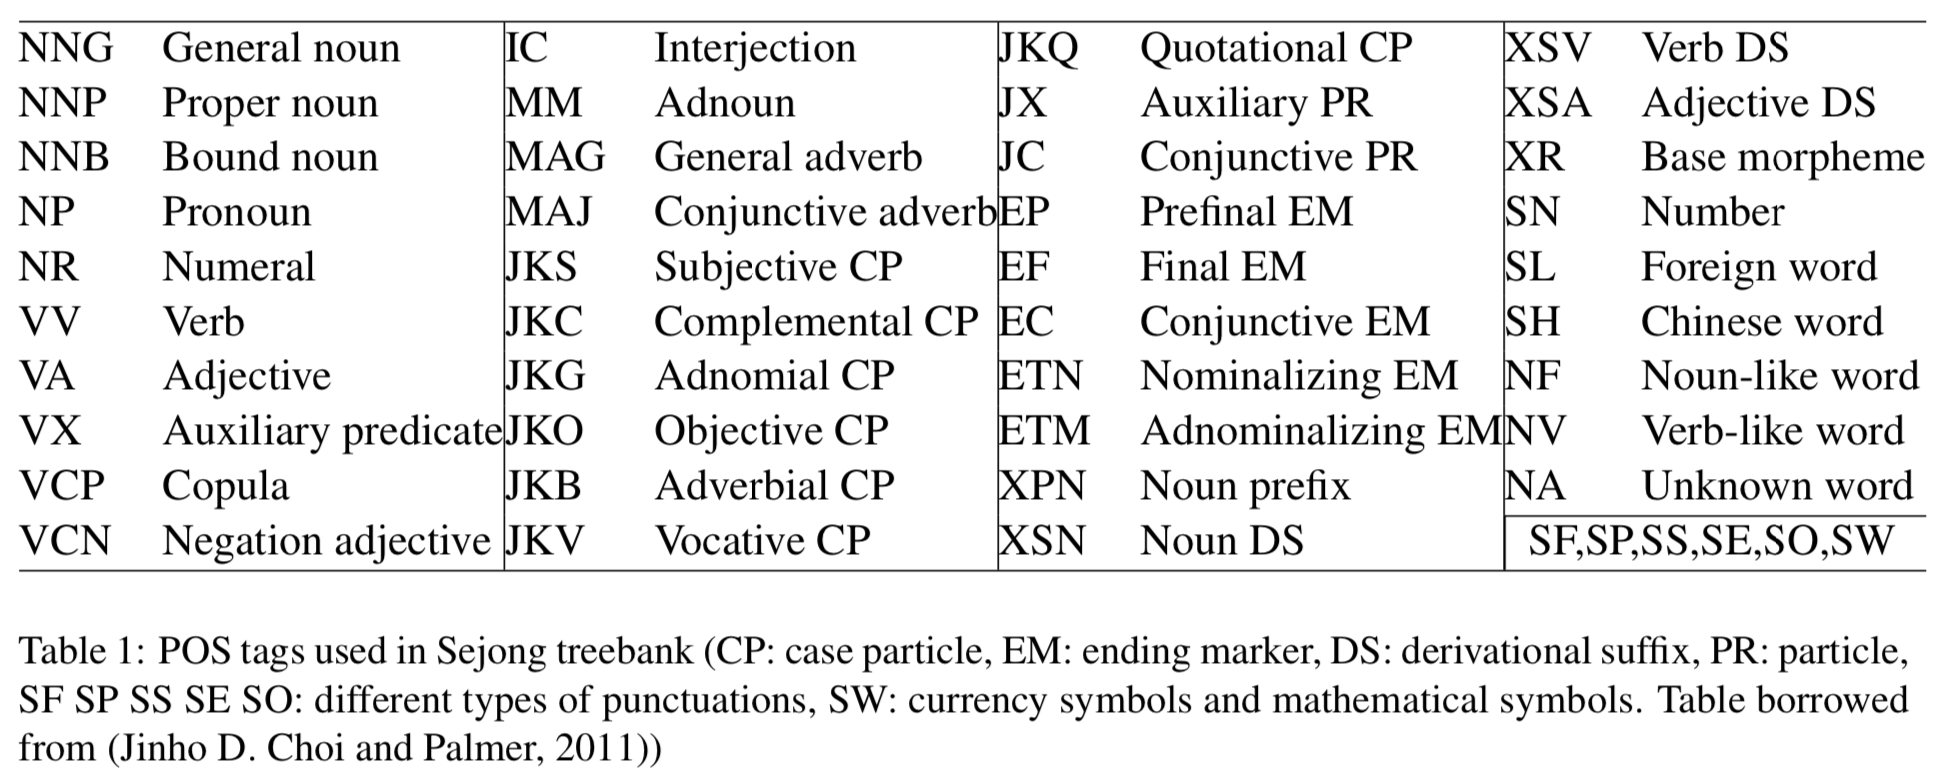 NNG General noun IC Interjection JKQ Quotational CP XSV Verb DS
NNP Proper noun MM Adnoun JX Auxiliary PR XSA Adjective DS
NNB Bound noun MAG General adverb JC Conjunctive PR XR Base morpheme
NP Pronoun MAJ Conjunctive adverb EP Prefinal EM SN Number
NR Numeral JKS Subjective CP EF Final EM SL Foreign word
VV Verb JKC Complemental CP EC Conjunctive EM SH Chinese word
VA Adjective JKG Adnomial CP ETN Nominalizing EM NF Noun-like word
VX Auxiliary predicate JKO Objective CP ETM Adnominalizing EM NV Verb-like word
VCP Copula JKB Adverbial CP XPN Noun prefix NA Unknown word
VCN Negation adjective JKV Vocative CP XSN Noun DS SF,SP,SS,SE,SO,SW
Table 1: POS tags used in Sejong treebank (CP: case particle, EM: ending marker, DS: derivational suffix, PR: particle,
SF SP SS SE SO: different types of punctuations, SW: currency symbols and mathematical symbols. Table borrowed
from (Jinho D. Choi and Palmer, 2011))